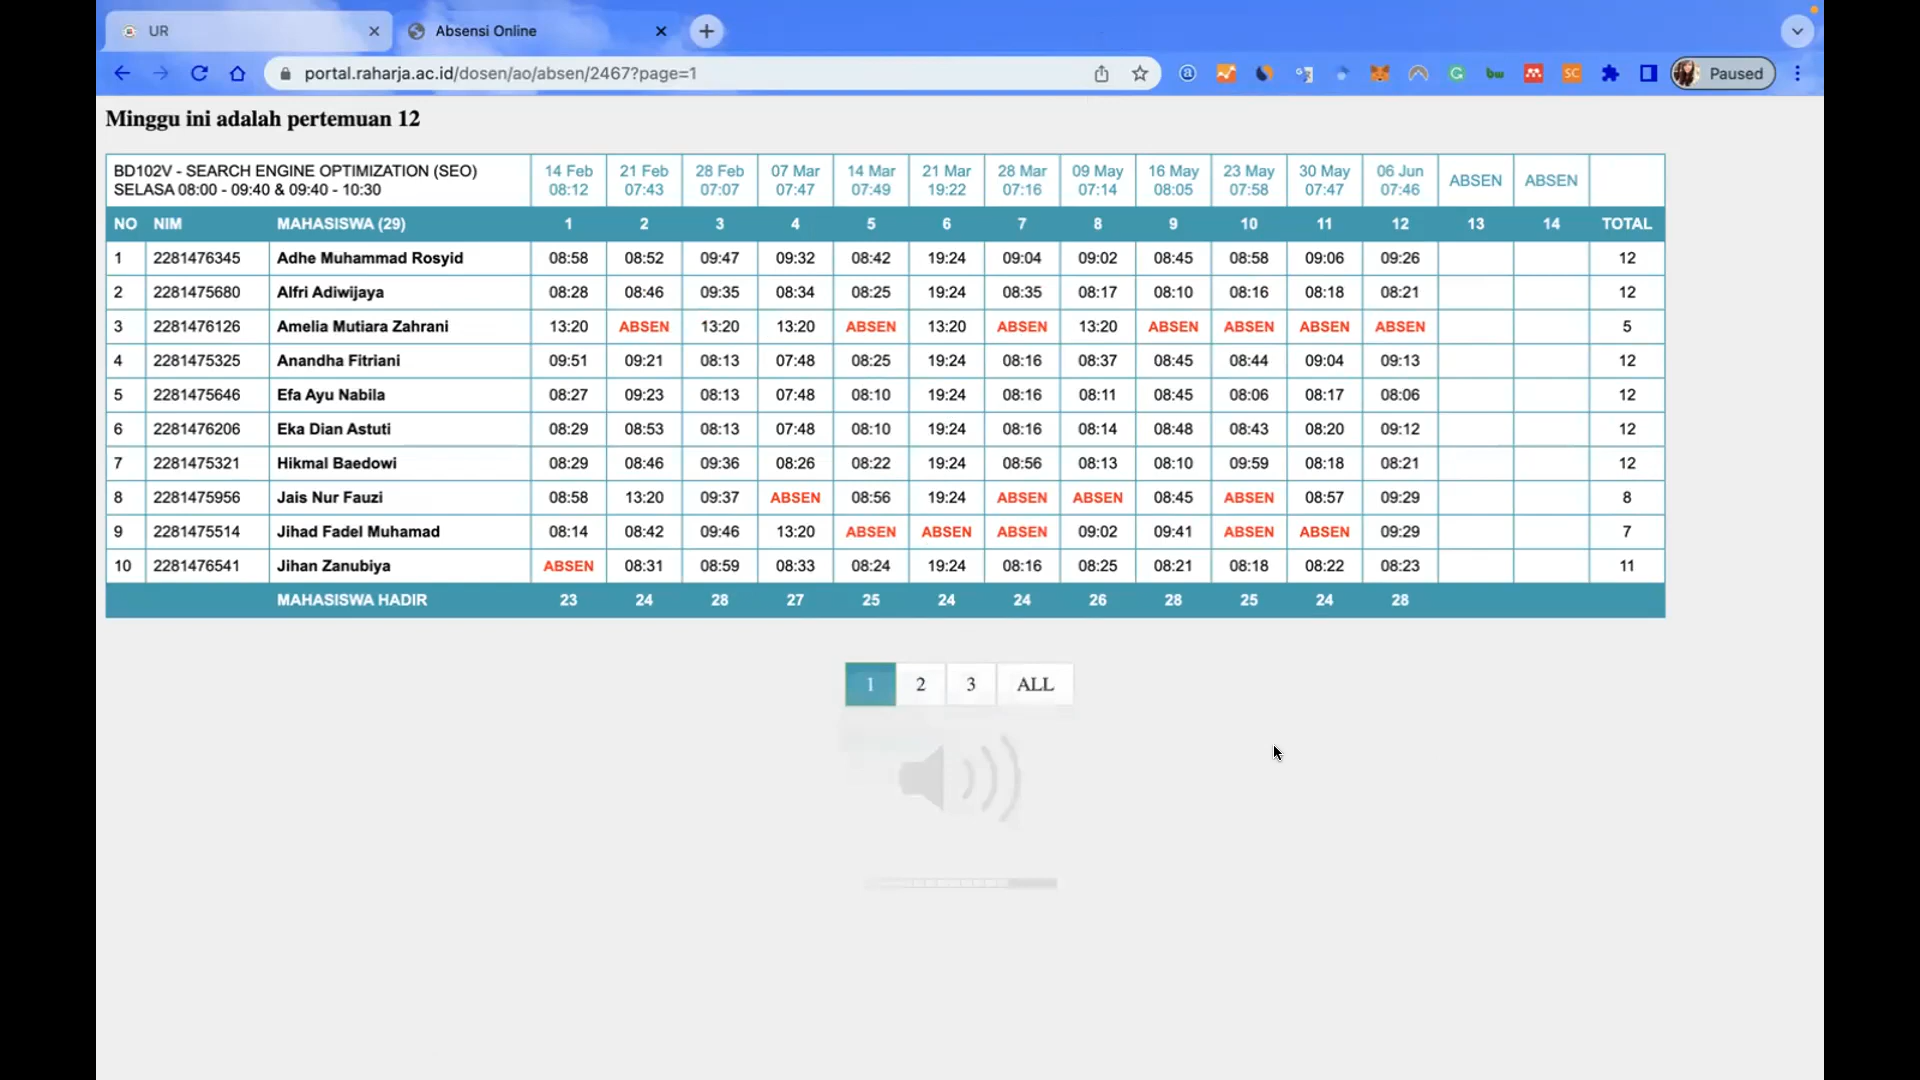 UR
Absensi Online
portal.raharja.ac.id/dosen/ao/absen/2467?page=1
Paused
Minggu ini adalah pertemuan 12
BD102V - SEARCH ENGINE OPTIMIZATION (SEO)
SELASA 08:00 - 09:40 & 09:40 - 10:30
14 Feb 21 Feb 28 Feb 07 Mar 14 Mar 21 Mar 28 Mar 09 May 16 May 23 May 30 May 06 Jun ABSEN ABSEN
08:12 07:43 07:07 07:47 07:49 19:22 07:16 07:14 08:05 07:58 07:47 07:46
NO NIM MAHASISWA (29) 1 2 3 4 5 6 7 8 9 10 11 12 13 14 TOTAL
1 2281476345 Adhe Muhammad Rosyid 08:58 08:52 09:47 09:32 08:42 19:24 09:04 09:02 08:45 08:58 09:06 09:26 12
2 2281475680 Alfri Adiwijaya 08:28 08:46 09:35 08:34 08:25 19:24 08:35 08:17 08:10 08:16 08:18 08:21 12
3 2281476126 Amelia Mutiara Zahrani 13:20 ABSEN 13:20 13:20 ABSEN 13:20 ABSEN 13:20 ABSEN ABSEN ABSEN ABSEN 5
4 2281475325 Anandha Fitriani 09:51 09:21 08:13 07:48 08:25 19:24 08:16 08:37 08:45 08:44 09:04 09:13 12
5 2281475646 Efa Ayu Nabila 08:27 09:23 08:13 07:48 08:10 19:24 08:16 08:11 08:45 08:06 08:17 08:06 12
6 2281476206 Eka Dian Astuti 08:29 08:53 08:13 07:48 08:10 19:24 08:16 08:14 08:48 08:43 08:20 09:12 12
7 2281475321 Hikmal Baedowi 08:29 08:46 09:36 08:26 08:22 19:24 08:56 08:13 08:10 09:59 08:18 08:21 12
8 2281475956 Jais Nur Fauzi 08:58 13:20 09:37 ABSEN 08:56 19:24 ABSEN ABSEN 08:45 ABSEN 08:57 09:29 8
9 2281475514 Jihad Fadel Muhamad 08:14 08:42 09:46 13:20 ABSEN ABSEN ABSEN 09:02 09:41 ABSEN ABSEN 09:29 7
10 2281476541 Jihan Zanubiya ABSEN 08:31 08:59 08:33 08:24 19:24 08:16 08:25 08:21 08:18 08:22 08:23 11
MAHASISWA HADIR 23 24 28 27 25 24 24 26 28 25 24 28
1 2 3 ALL